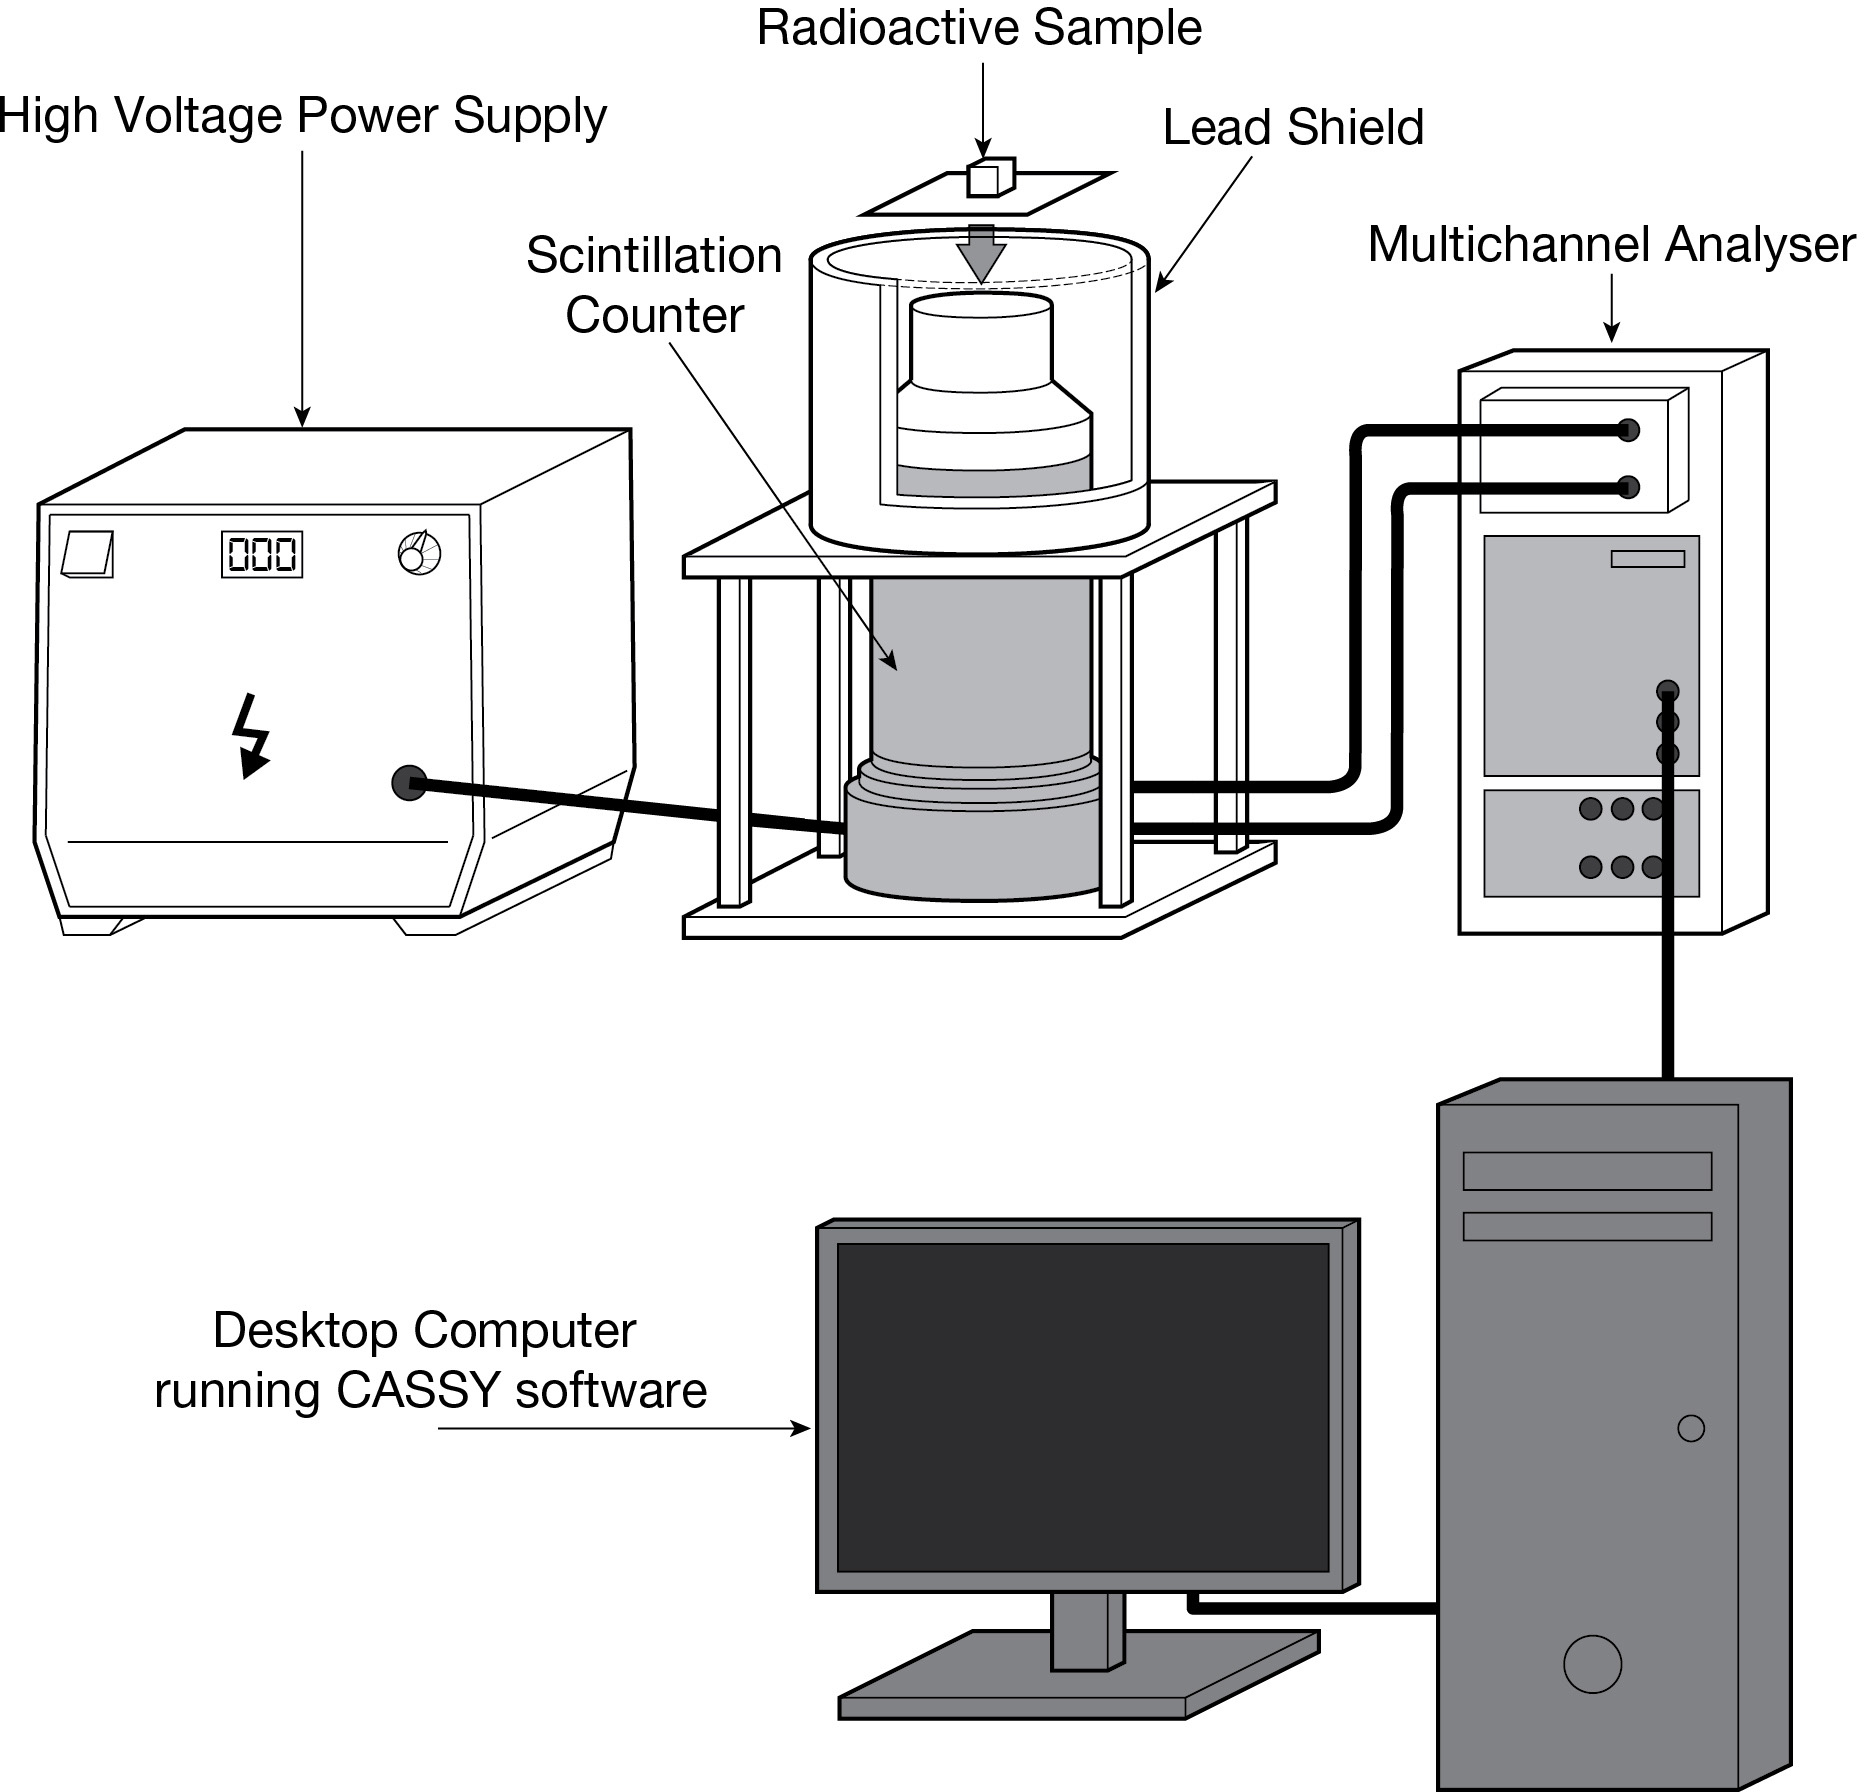 Radioactive Sample
High Voltage Power Supply
Lead Shield
Scintillation
Counter
Multichannel Analyser
000
Desktop Computer
running CASSY software